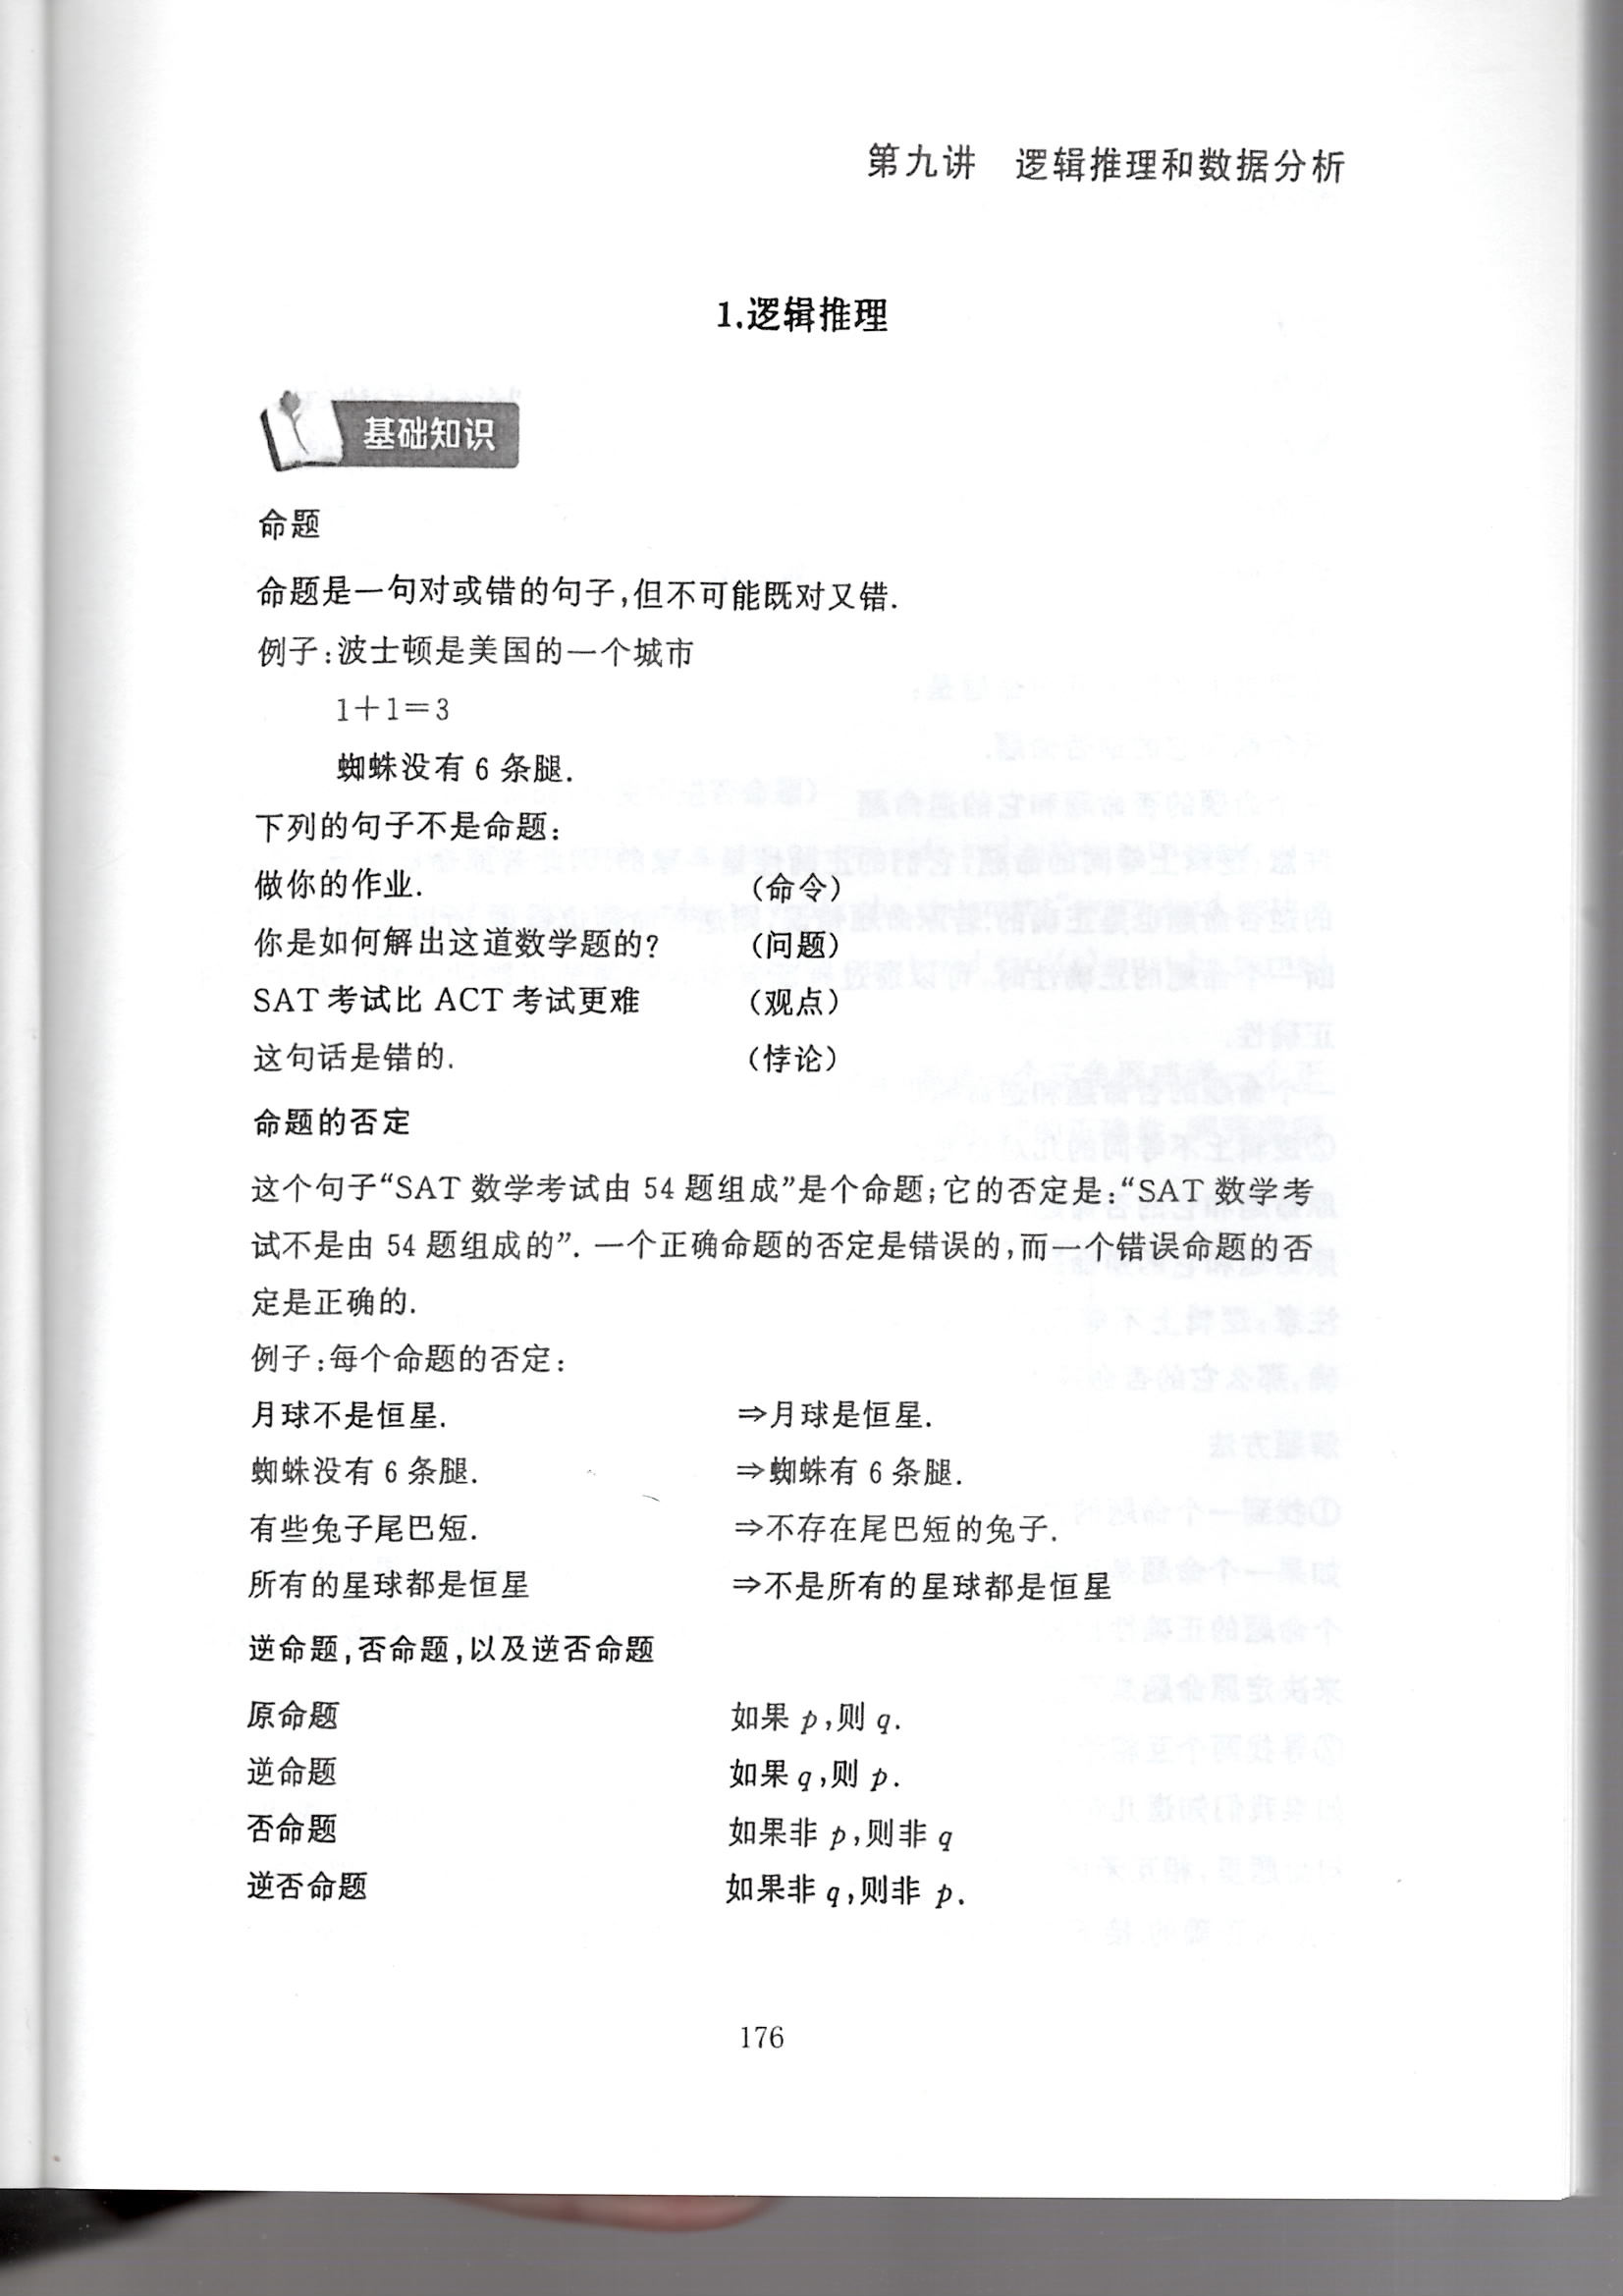 第九讲 逻辑推理和数据分析
1.逻辑推理
基础知识
命题
命题是一句对或错的句子,但不可能既对又错.
例子:波士顿是美国的一个城市
1+1=3
蜘蛛没有 6 条腿.
下列的句子不是命题:
做你的作业. (命令)
你是如何解出这道数学题的? (问题)
SAT 考试比 ACT 考试更难 (观点)
这句话是错的. (悖论)
命题的否定
这个句子“SAT 数学考试由 54 题组成”是个命题;它的否定是:“SAT 数学考
试不是由 54 题组成的”. 一个正确命题的否定是错误的,而一个错误命题的否
定是正确的.
例子:每个命题的否定:
月球不是恒星. ⇒月球是恒星.
蜘蛛没有 6 条腿. ⇒蜘蛛有 6 条腿.
有些兔子尾巴短. ⇒不存在尾巴短的兔子.
所有的星球都是恒星 ⇒不是所有的星球都是恒星
逆命题,否命题,以及逆否命题
原命题 如果 p,则 q.
逆命题 如果 q,则 p.
否命题 如果非 p,则非 q
逆否命题 如果非 q,则非 p.
176